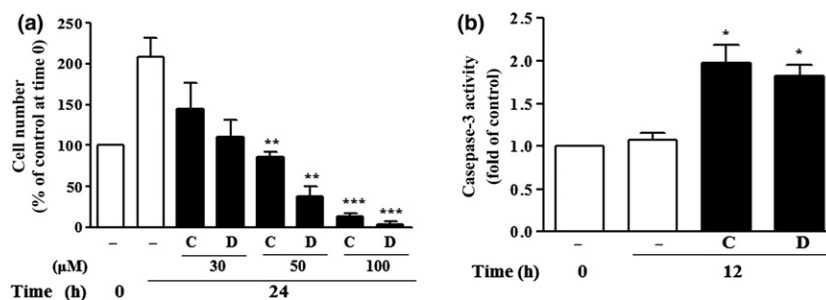 (a)
Cell number
(% of control at time 0)
250
200
150
100
50
0
** ** *** ***
– – C D C D C D
(µM) 30 50 100
Time (h) 0 24
(b)
Casepase-3 activity
(fold of control)
2.5
2.0
1.5
1.0
0.5
0.0
* *
– – C D
Time (h) 0 12